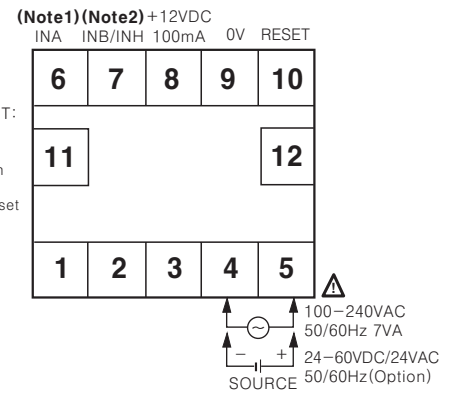 (Note1) (Note2) +12VDC
INA INB/INH 100mA 0V RESET
6 7 8 9 10
T:
11 12
n
set
1 2 3 4 5
100-240VAC
50/60Hz 7VA
- +
24-60VDC/24VAC
SOURCE 50/60Hz(Option)